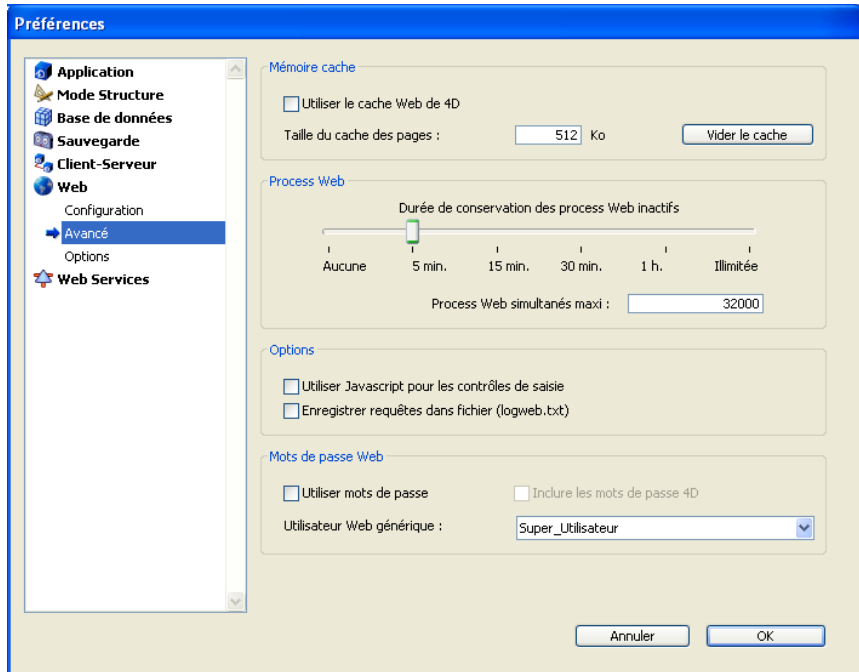 Préférences
Application
Mode Structure
Base de données
Sauvegarde
Client-Serveur
Web
Configuration
Avancé
Options
Web Services
Mémoire cache
Utiliser le cache Web de 4D
Taille du cache des pages : 512 Ko Vider le cache
Process Web
Durée de conservation des process Web inactifs
Aucune 5 min. 15 min. 30 min. 1 h. Illimitée
Process Web simultanés maxi : 32000
Options
Utiliser Javascript pour les contrôles de saisie
Enregistrer requêtes dans fichier (logweb.txt)
Mots de passe Web
Utiliser mots de passe Inclure les mots de passe 4D
Utilisateur Web générique : Super_Utilisateur
Annuler OK